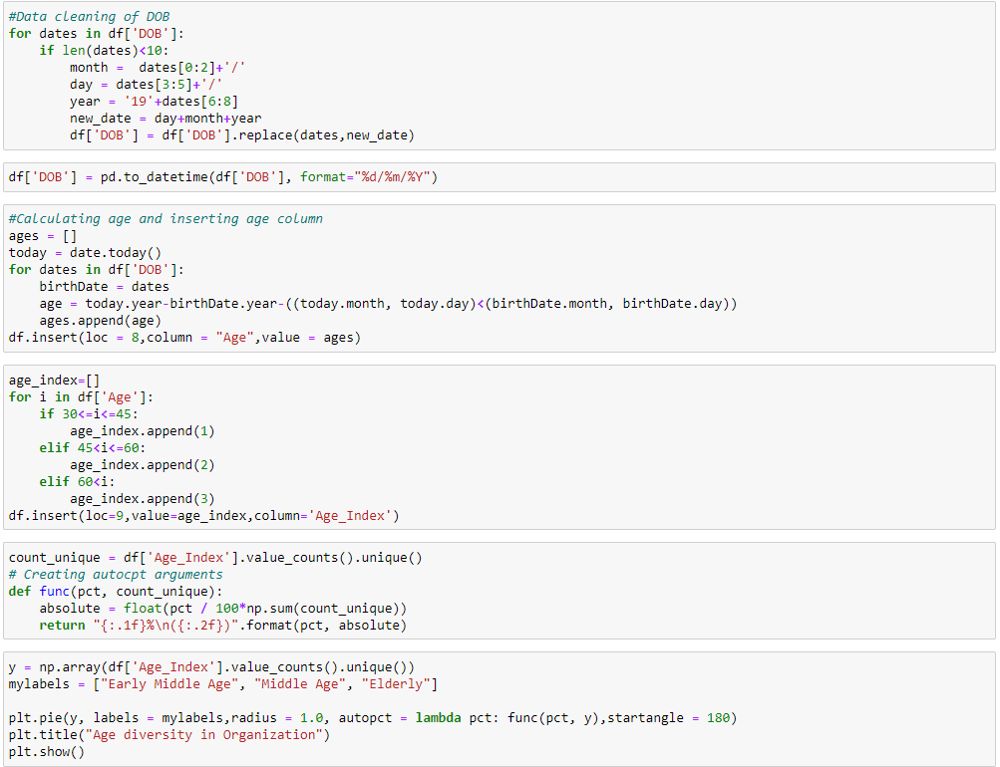 #Data cleaning of DOB
for dates in df['DOB']:
    if len(dates)<10:
        month =  dates[0:2]+'/'
        day = dates[3:5]+'/'
        year = '19'+dates[6:8]
        new_date = day+month+year
        df['DOB'] = df['DOB'].replace(dates,new_date)
df['DOB'] = pd.to_datetime(df['DOB'], format="%d/%m/%Y")
#Calculating age and inserting age column
ages = []
today = date.today()
for dates in df['DOB']:
    birthDate = dates
    age = today.year-birthDate.year-((today.month, today.day)<(birthDate.month, birthDate.day))
    ages.append(age)
df.insert(loc = 8,column = "Age",value = ages)
age_index=[]
for i in df['Age']:
    if 30<=i<=45:
        age_index.append(1)
    elif 45<i<=60:
        age_index.append(2)
    elif 60<i:
        age_index.append(3)
df.insert(loc=9,value=age_index,column='Age_Index')
count_unique = df['Age_Index'].value_counts().unique()
# Creating autocpt arguments
def func(pct, count_unique):
    absolute = float(pct / 100*np.sum(count_unique))
    return "{:.1f}%\n({:.2f})".format(pct, absolute)
y = np.array(df['Age_Index'].value_counts().unique())
mylabels = ["Early Middle Age", "Middle Age", "Elderly"]
plt.pie(y, labels = mylabels,radius = 1.0, autopct = lambda pct: func(pct, y),startangle = 180)
plt.title("Age diversity in Organization")
plt.show()